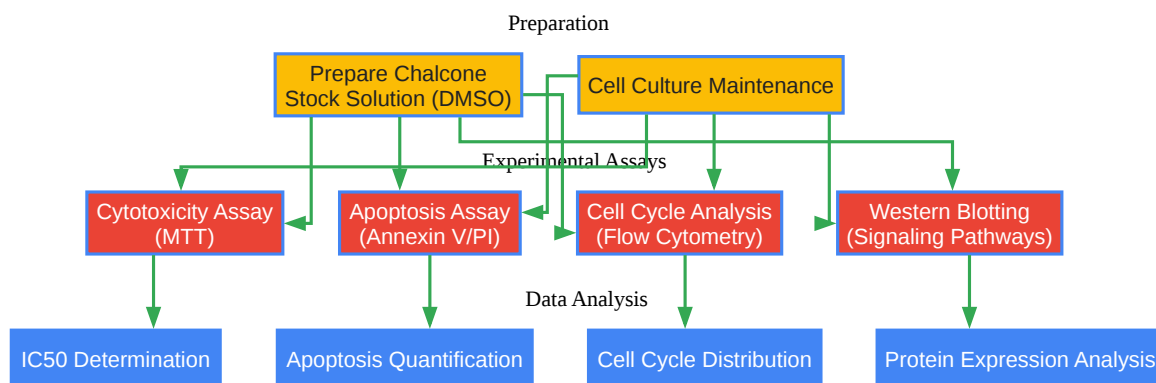 Preparation
Prepare Chalcone
Stock Solution (DMSO)
Cell Culture Maintenance
Experimental Assays
Cytotoxicity Assay
(MTT)
Apoptosis Assay
(Annexin V/PI)
Cell Cycle Analysis
(Flow Cytometry)
Western Blotting
(Signaling Pathways)
Data Analysis
IC50 Determination
Apoptosis Quantification
Cell Cycle Distribution
Protein Expression Analysis